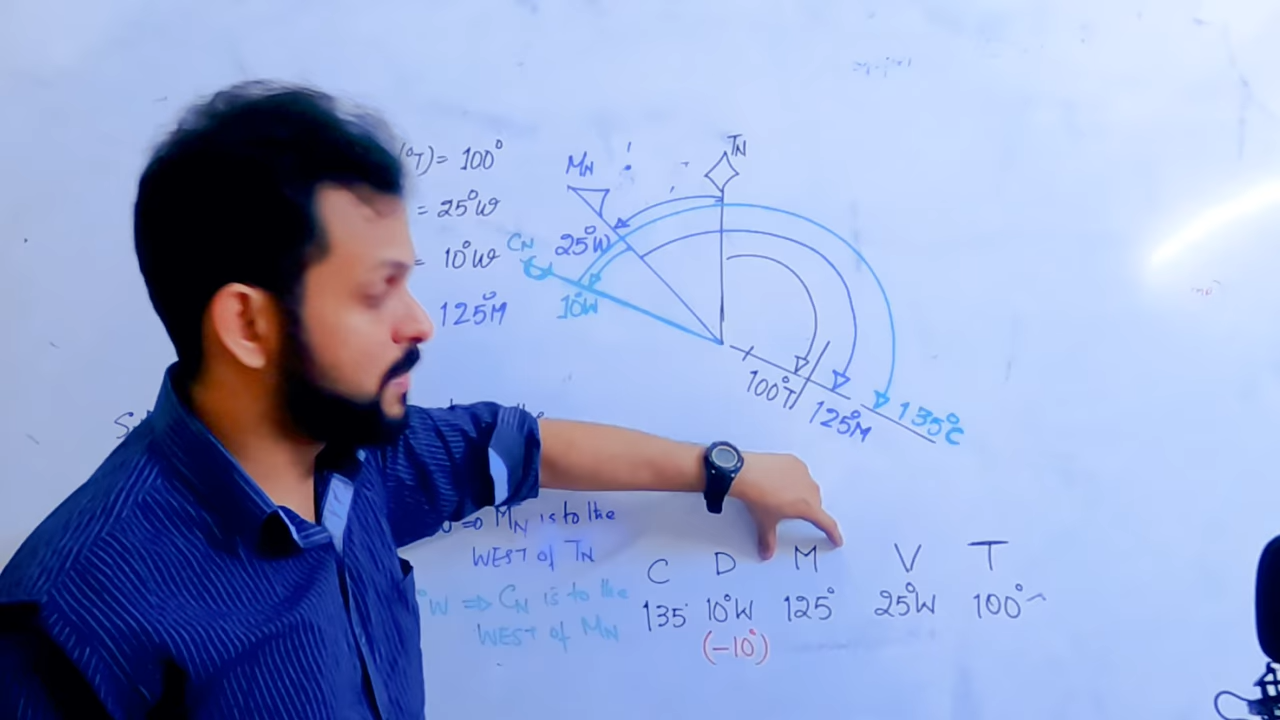 (°T) = 100°
= 25°W
= 10°W
125°M
TN
MN
CN
25°W
10°W
100°T
125°M
135°C
=> MN is to the
WEST of TN
°W => CN is to the
WEST of MN
C D M V T
135° 10°W 125° 25°W 100°
(-10°)